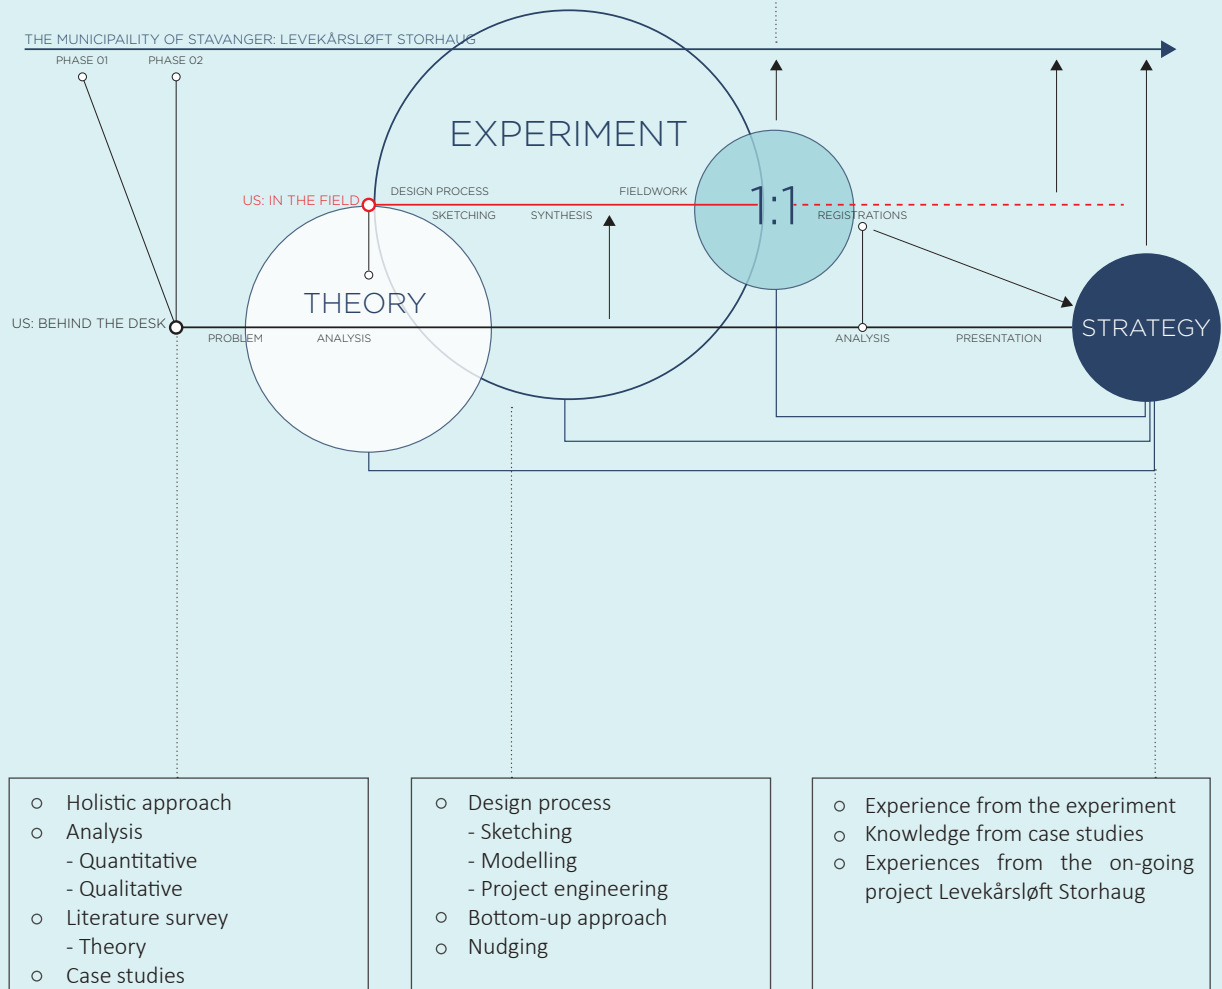 THE MUNICIPAILITY OF STAVANGER: LEVEKÅRSLØFT STORHAUG
PHASE 01
PHASE 02
EXPERIMENT
US: IN THE FIELD
DESIGN PROCESS
FIELDWORK
1:1
SKETCHING
SYNTHESIS
REGISTRATIONS
THEORY
US: BEHIND THE DESK
STRATEGY
PROBLEM
ANALYSIS
ANALYSIS
PRESENTATION
○ Holistic approach
○ Analysis
- Quantitative
- Qualitative
○ Literature survey
- Theory
○ Case studies
○ Design process
- Sketching
- Modelling
- Project engineering
○ Bottom-up approach
○ Nudging
○ Experience from the experiment
○ Knowledge from case studies
○ Experiences from the on-going
project Levekårsløft Storhaug